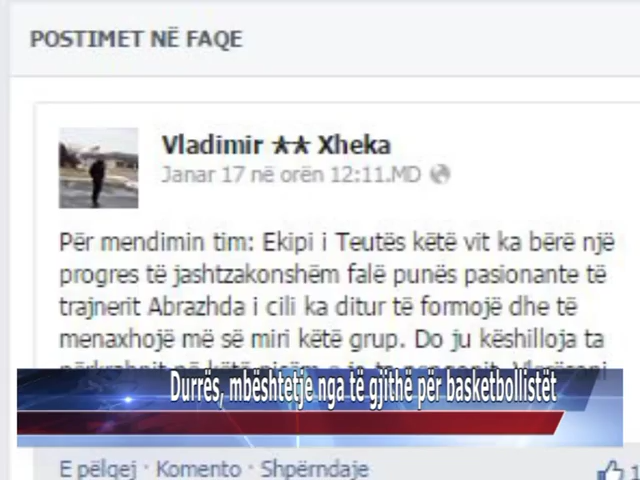 POSTIMET NË FAQE
Vladimir ★★ Xheka
Janar 17 në orën 12:11.MD
Për mendimin tim: Ekipi i Teutës këtë vit ka bërë një
progres të jashtzakonshëm falë punës pasionante të
trajnerit Abrazhda i cili ka ditur të formojë dhe të
menaxhojë më së miri këtë grup. Do ju këshilloja ta
Durrës, mbështetje nga të gjithë për basketbollistët
E pëlqej · Komento · Shpërndaje